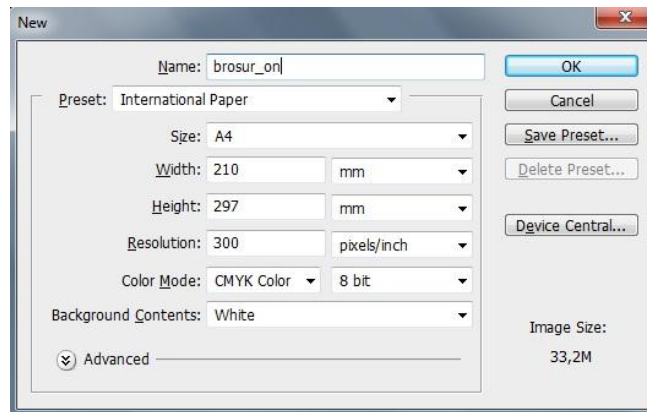 New
Name: brosur_on
OK
Preset: International Paper
Cancel
Size: A4
Save Preset...
Width: 210 mm
Delete Preset...
Height: 297 mm
Device Central...
Resolution: 300 pixels/inch
Color Mode: CMYK Color 8 bit
Background Contents: White
Image Size:
Advanced
33,2M